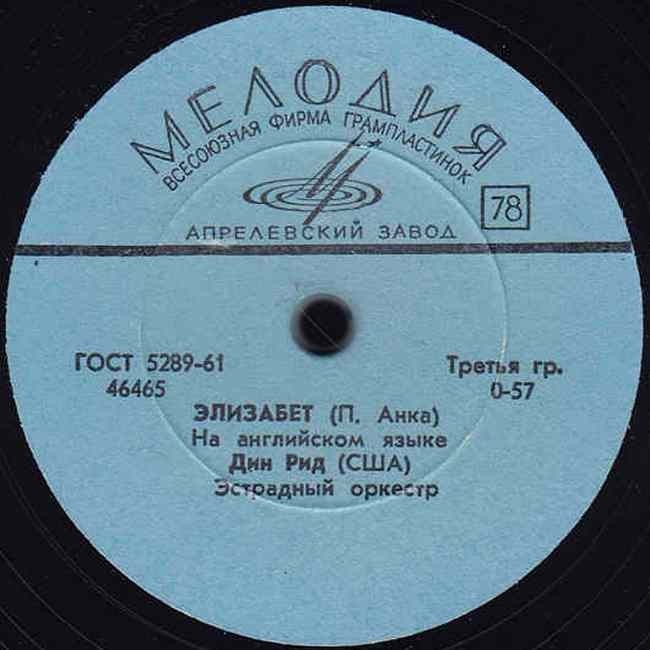 МЕЛОДИЯ
ВСЕСОЮЗНАЯ ФИРМА ГРАМПЛАСТИНОК
78
АПРЕЛЕВСКИЙ ЗАВОД
ГОСТ 5289-61
46465
Третья гр.
0-57
ЭЛИЗАБЕТ (П. Анка)
На английском языке
Дин Рид (США)
Эстрадный оркестр